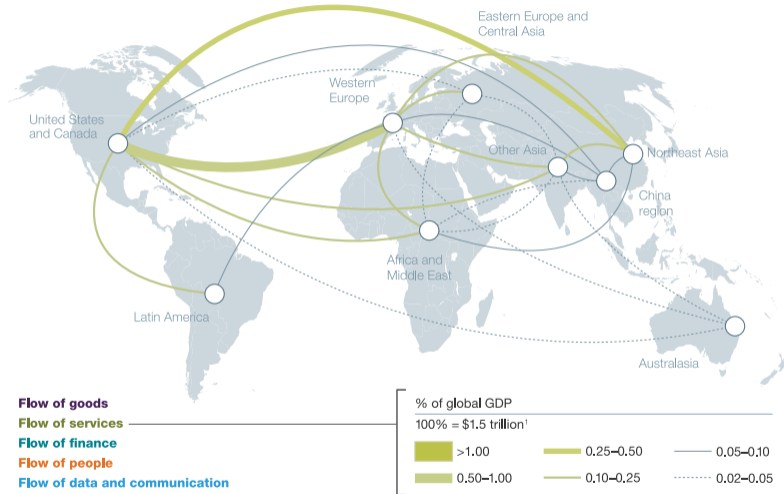 Eastern Europe and
Central Asia
Western
Europe
United States
and Canada
Other Asia
Northeast Asia
China
region
Africa and
Middle East
Latin America
Australasia
Flow of goods
Flow of services
Flow of finance
Flow of people
Flow of data and communication
% of global GDP
100% = $1.5 trillion¹
>1.00
0.25–0.50
0.05–0.10
0.50–1.00
0.10–0.25
0.02–0.05